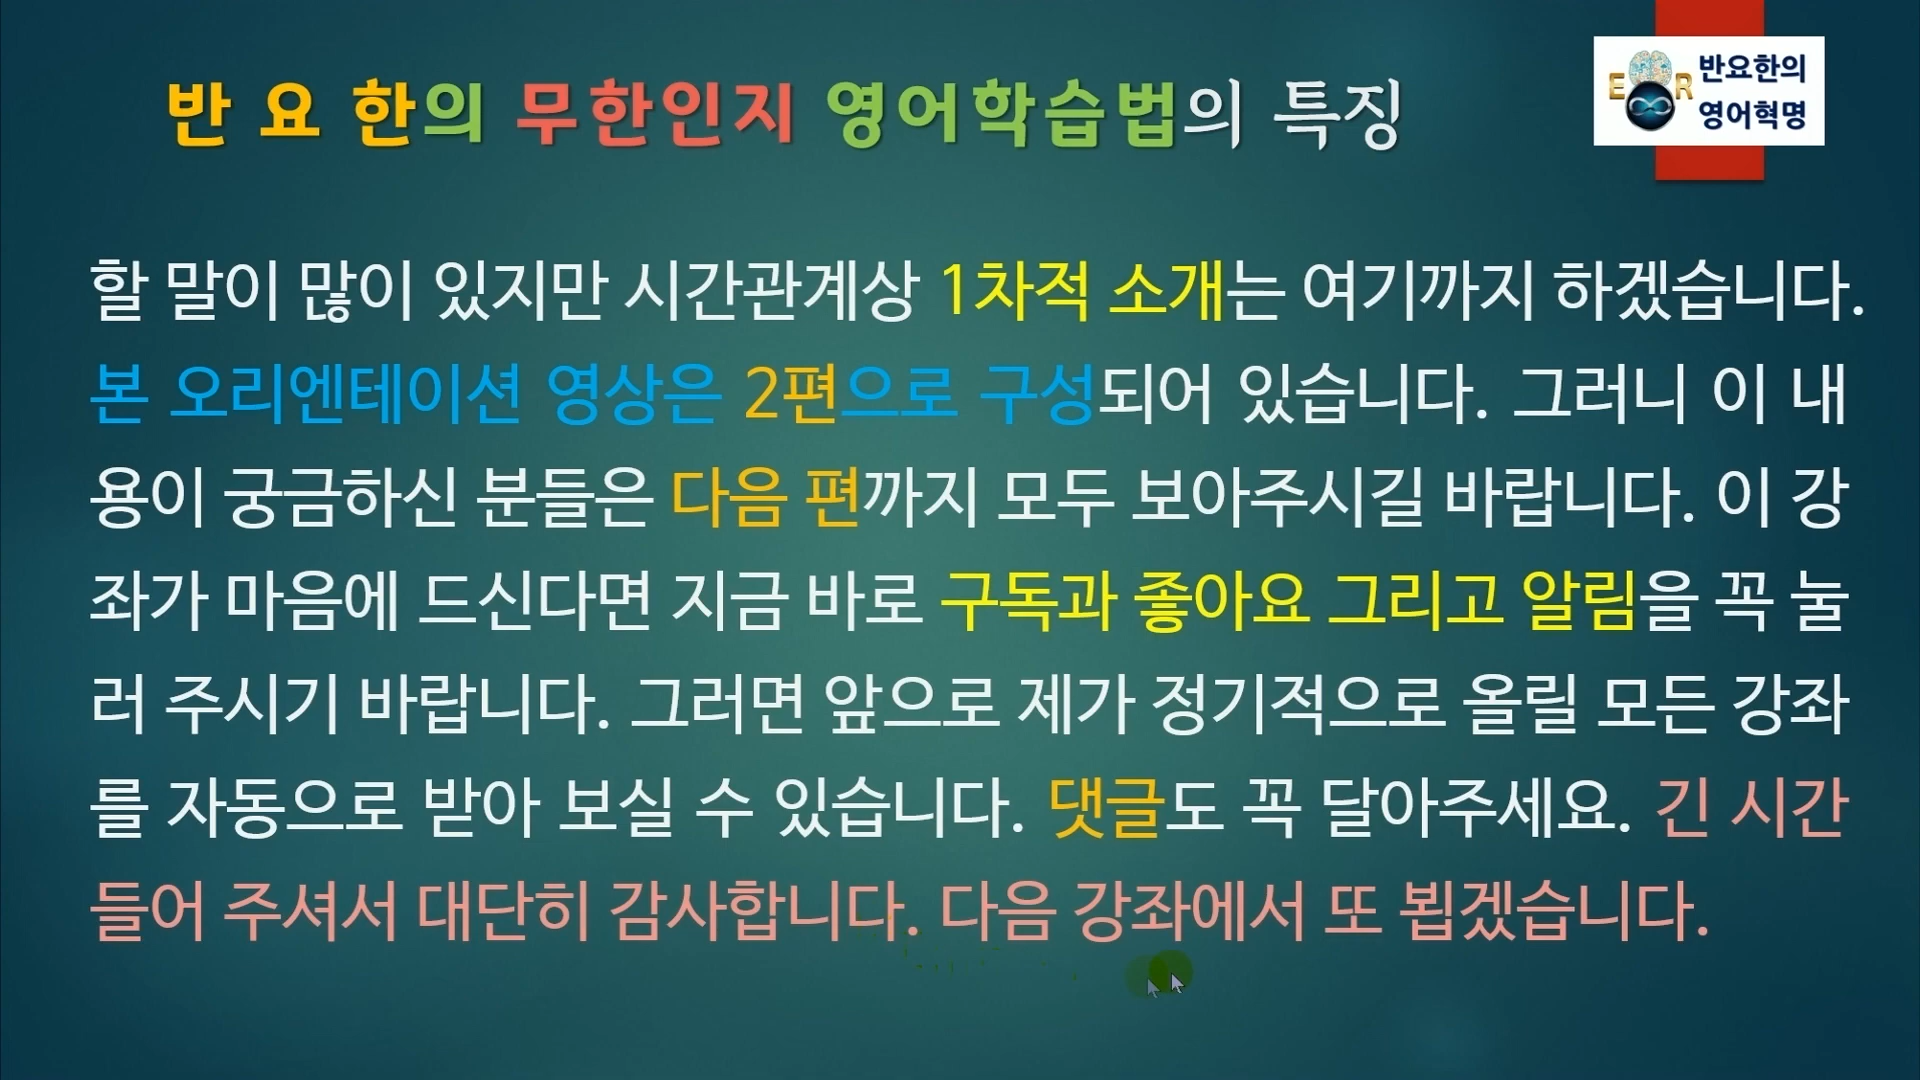 반 요 한의 무한인지 영어학습법의 특징
E R 반요한의
영어혁명
할 말이 많이 있지만 시간관계상 1차적 소개는 여기까지 하겠습니다.
본 오리엔테이션 영상은 2편으로 구성되어 있습니다. 그러니 이 내
용이 궁금하신 분들은 다음 편까지 모두 보아주시길 바랍니다. 이 강
좌가 마음에 드신다면 지금 바로 구독과 좋아요 그리고 알림을 꼭 눌
러 주시기 바랍니다. 그러면 앞으로 제가 정기적으로 올릴 모든 강좌
를 자동으로 받아 보실 수 있습니다. 댓글도 꼭 달아주세요. 긴 시간
들어 주셔서 대단히 감사합니다. 다음 강좌에서 또 뵙겠습니다.